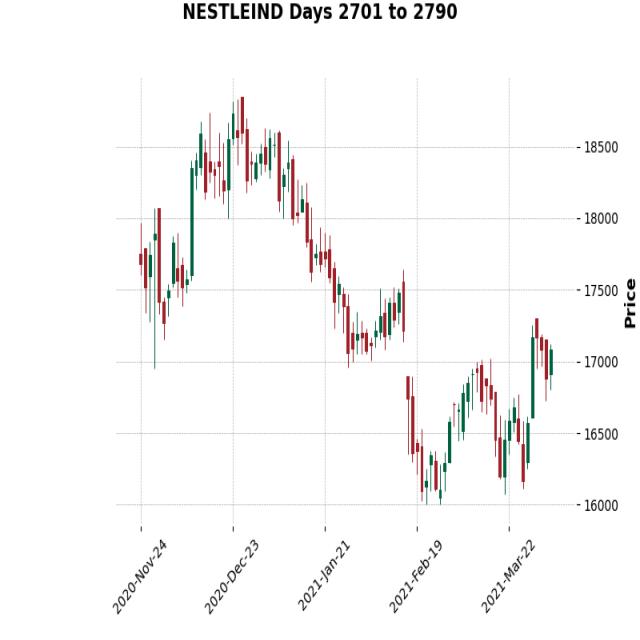 NESTLEIND Days 2701 to 2790
18500
18000
17500
17000
16500
16000
Price
2020-Nov-24
2020-Dec-23
2021-Jan-21
2021-Feb-19
2021-Mar-22